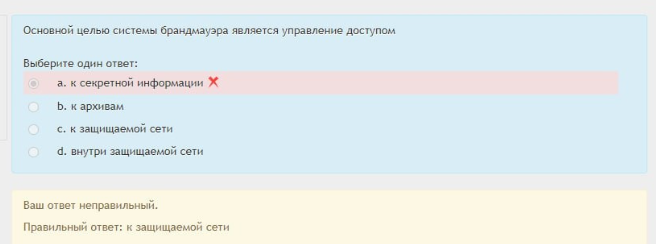 Основной целью системы брандмауэра является управление доступом
Выберите один ответ:
a. к секретной информации
b. к архивам
c. к защищаемой сети
d. внутри защищаемой сети
Ваш ответ неправильный.
Правильный ответ: к защищаемой сети